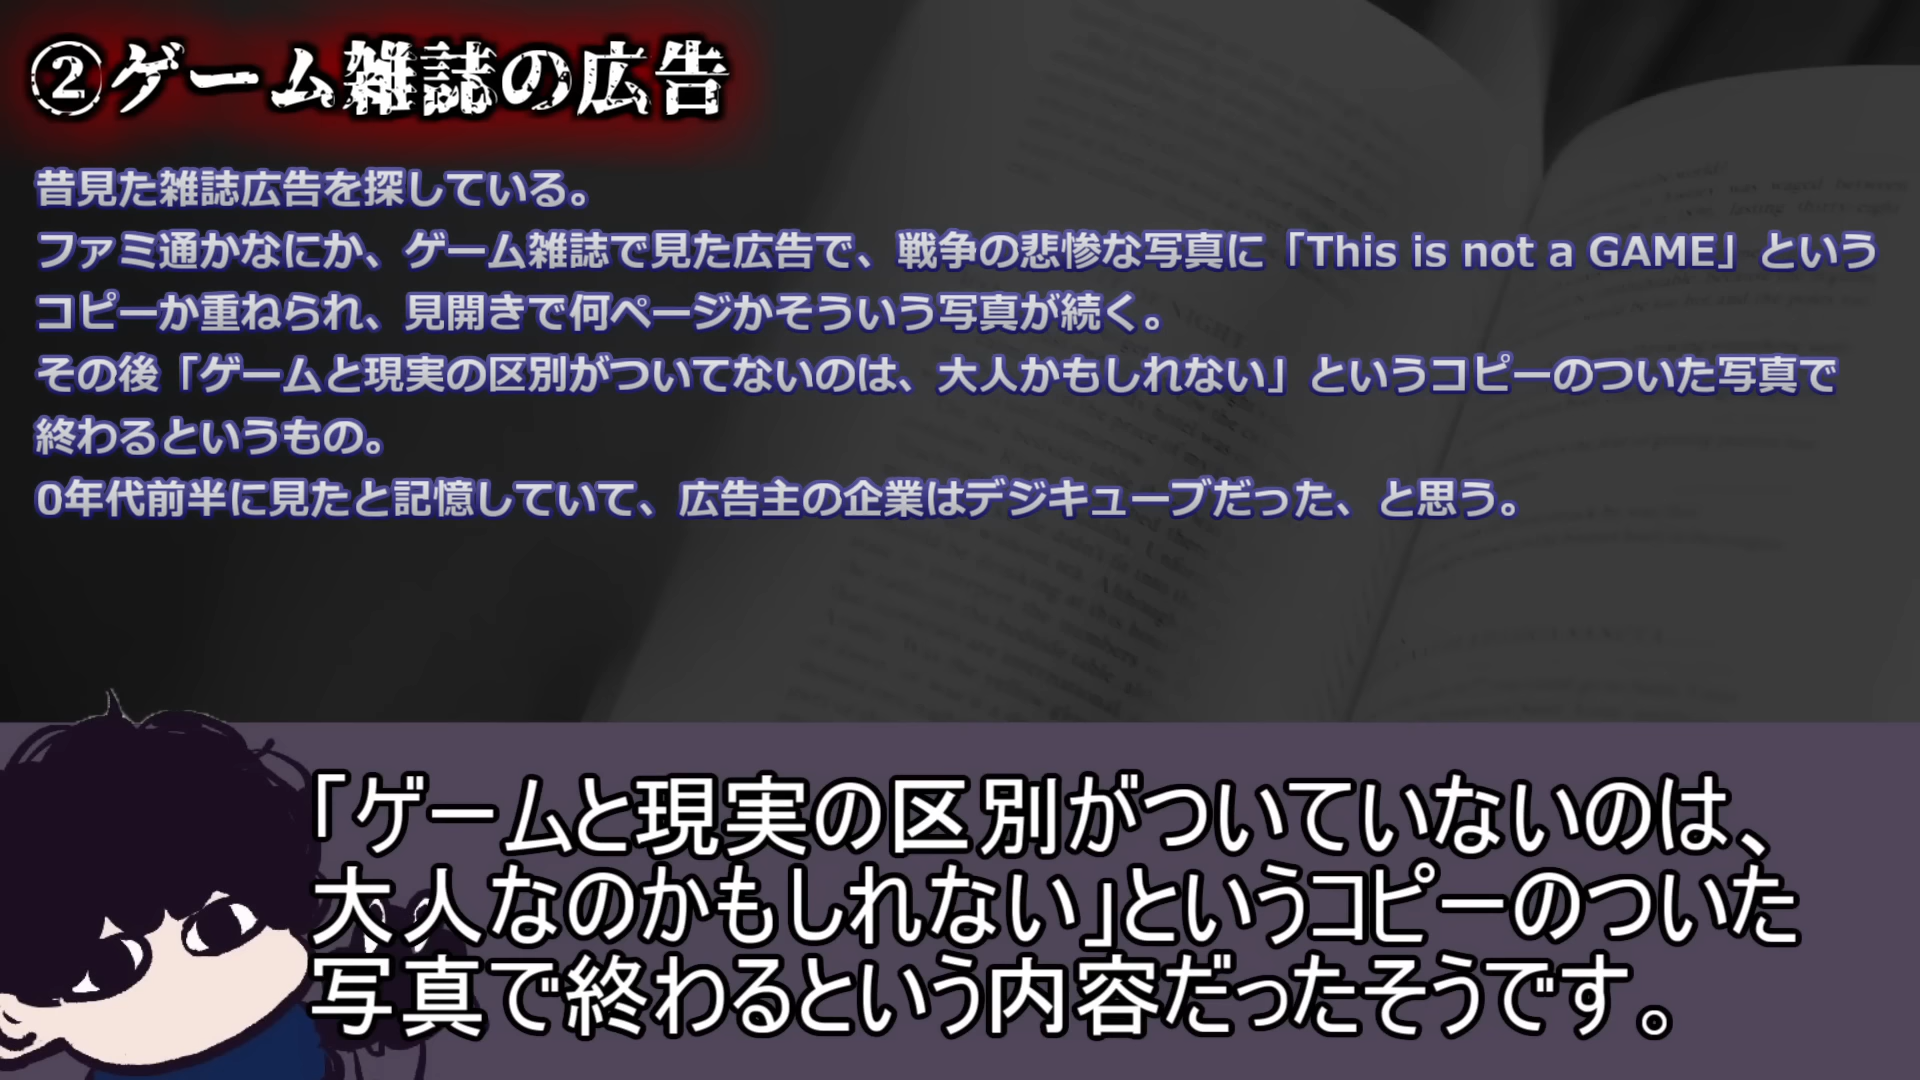 ②ゲーム雑誌の広告
昔見た雑誌広告を探している。
ファミ通かなにか、ゲーム雑誌で見た広告で、戦争の悲惨な写真に「This is not a GAME」という
コピーか重ねられ、見開きで何ページかそういう写真が続く。
その後「ゲームと現実の区別がついてないのは、大人かもしれない」というコピーのついた写真で
終わるというもの。
0年代前半に見たと記憶していて、広告主の企業はデジキューブだった、と思う。
「ゲームと現実の区別がついていないのは、
大人なのかもしれない」というコピーのついた
写真で終わるという内容だったそうです。